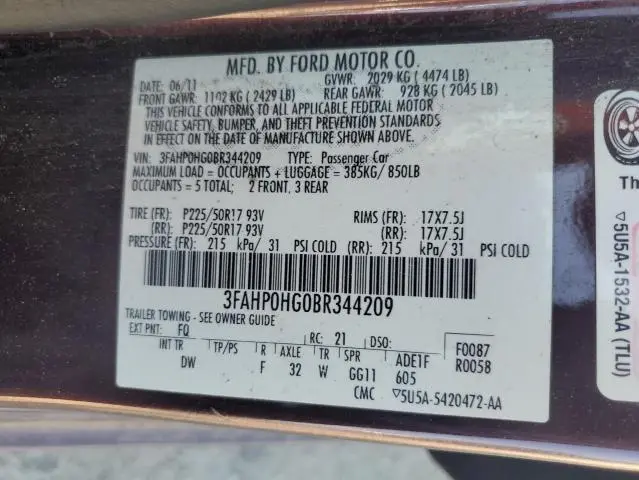 MFD. BY FORD MOTOR CO.
DATE: 06/11 GVWR: 2029 KG ( 4474 LB)
FRONT GAWR: 1102 KG ( 2429 LB) REAR GAWR: 928 KG ( 2045 LB)
THIS VEHICLE CONFORMS TO ALL APPLICABLE FEDERAL MOTOR
VEHICLE SAFETY, BUMPER, AND THEFT PREVENTION STANDARDS
IN EFFECT ON THE DATE OF MANUFACTURE SHOWN ABOVE.
VIN: 3FAHP0HG0BR344209 TYPE: Passenger Car
MAXIMUM LOAD = OCCUPANTS + LUGGAGE = 385KG/ 850LB
OCCUPANTS = 5 TOTAL; 2 FRONT, 3 REAR
TIRE (FR): P225/50R17 93V RIMS (FR): 17X7.5J
(RR): P225/50R17 93V (RR): 17X7.5J
PRESSURE (FR): 215 kPa/ 31 PSI COLD (RR): 215 kPa/ 31 PSI COLD
3FAHP0HG0BR344209
TRAILER TOWING - SEE OWNER GUIDE
EXT PNT: FQ RC: 21 DSO: F0087
INT TR TP/PS R AXLE TR SPR ADE1F R0058
DW F 32 W GG11 605
CMC ▽5U5A-5420472-AA
Th
▽5U5A-1532-AA (TLU)